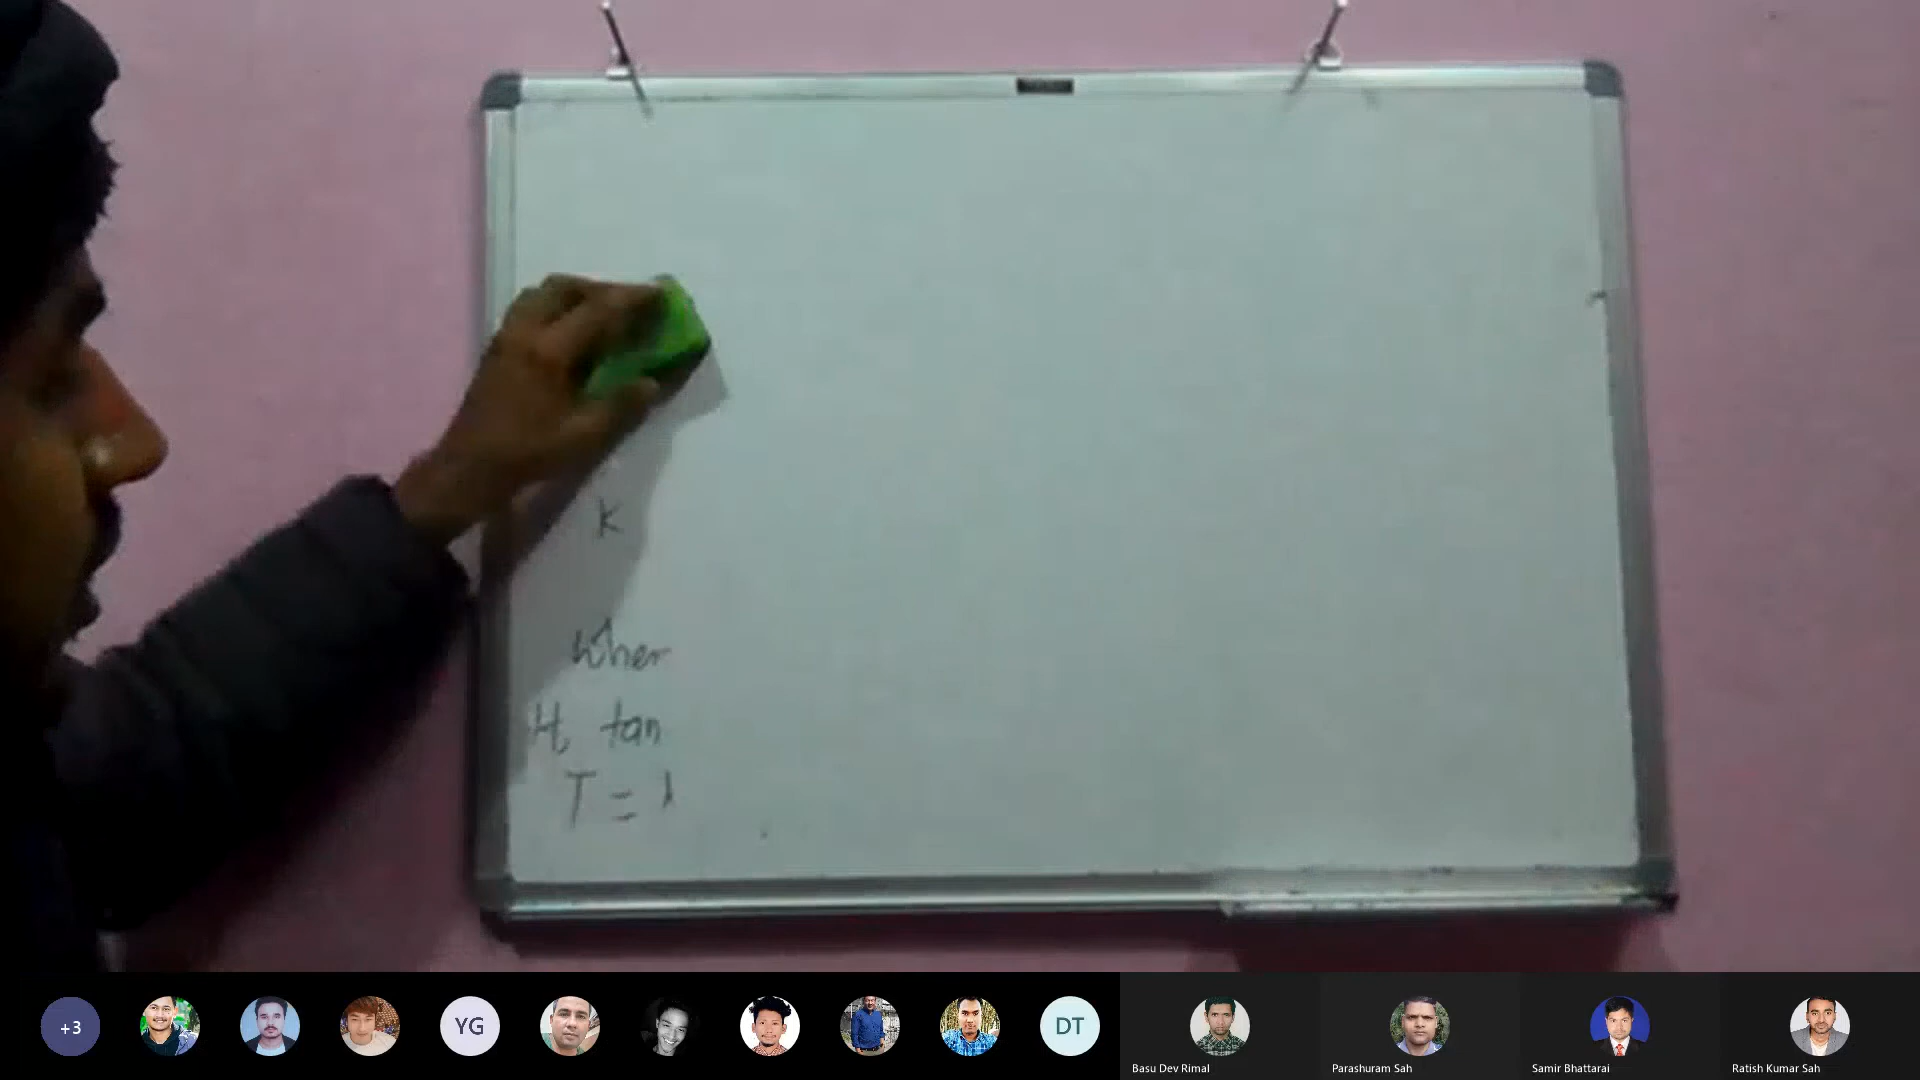 K
wher
H, tan
T =
+3
YG
DT
Basu Dev Rimal
Parashuram Sah
Samir Bhattarai
Ratish Kumar Sah